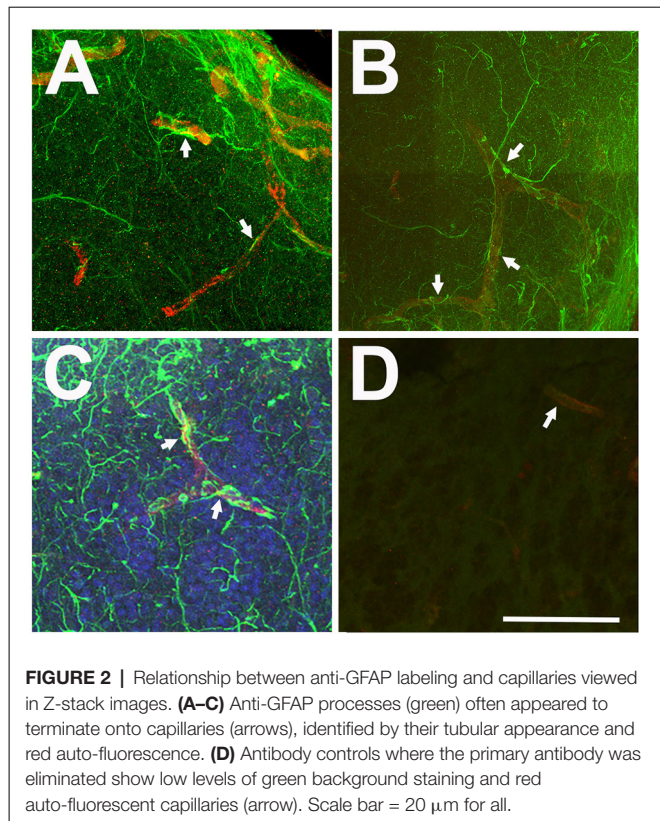 A
B
C
D
FIGURE 2 | Relationship between anti-GFAP labeling and capillaries viewed
in Z-stack images. (A–C) Anti-GFAP processes (green) often appeared to
terminate onto capillaries (arrows), identified by their tubular appearance and
red auto-fluorescence. (D) Antibody controls where the primary antibody was
eliminated show low levels of green background staining and red
auto-fluorescent capillaries (arrow). Scale bar = 20 μm for all.